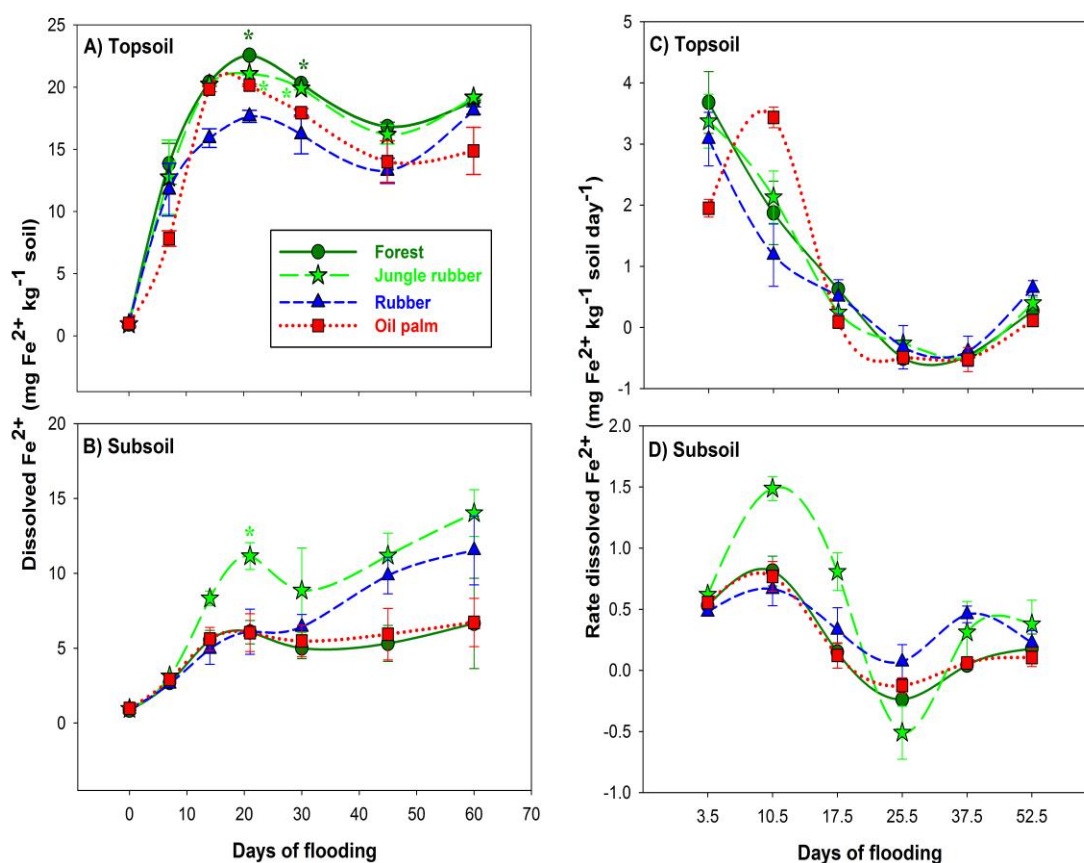 A) Topsoil
25
20
15
10
5
0
Forest
Jungle rubber
Rubber
Oil palm
B) Subsoil
20
15
10
5
0
0 10 20 30 40 50 60 70
Days of flooding
Dissolved Fe²⁺ (mg Fe²⁺ kg⁻¹ soil)
C) Topsoil
5
4
3
2
1
0
-1
D) Subsoil
2.0
1.5
1.0
0.5
0.0
-0.5
-1.0
3.5 10.5 17.5 25.5 37.5 52.5
Days of flooding
Rate dissolved Fe²⁺ (mg Fe²⁺ kg⁻¹ soil day⁻¹)